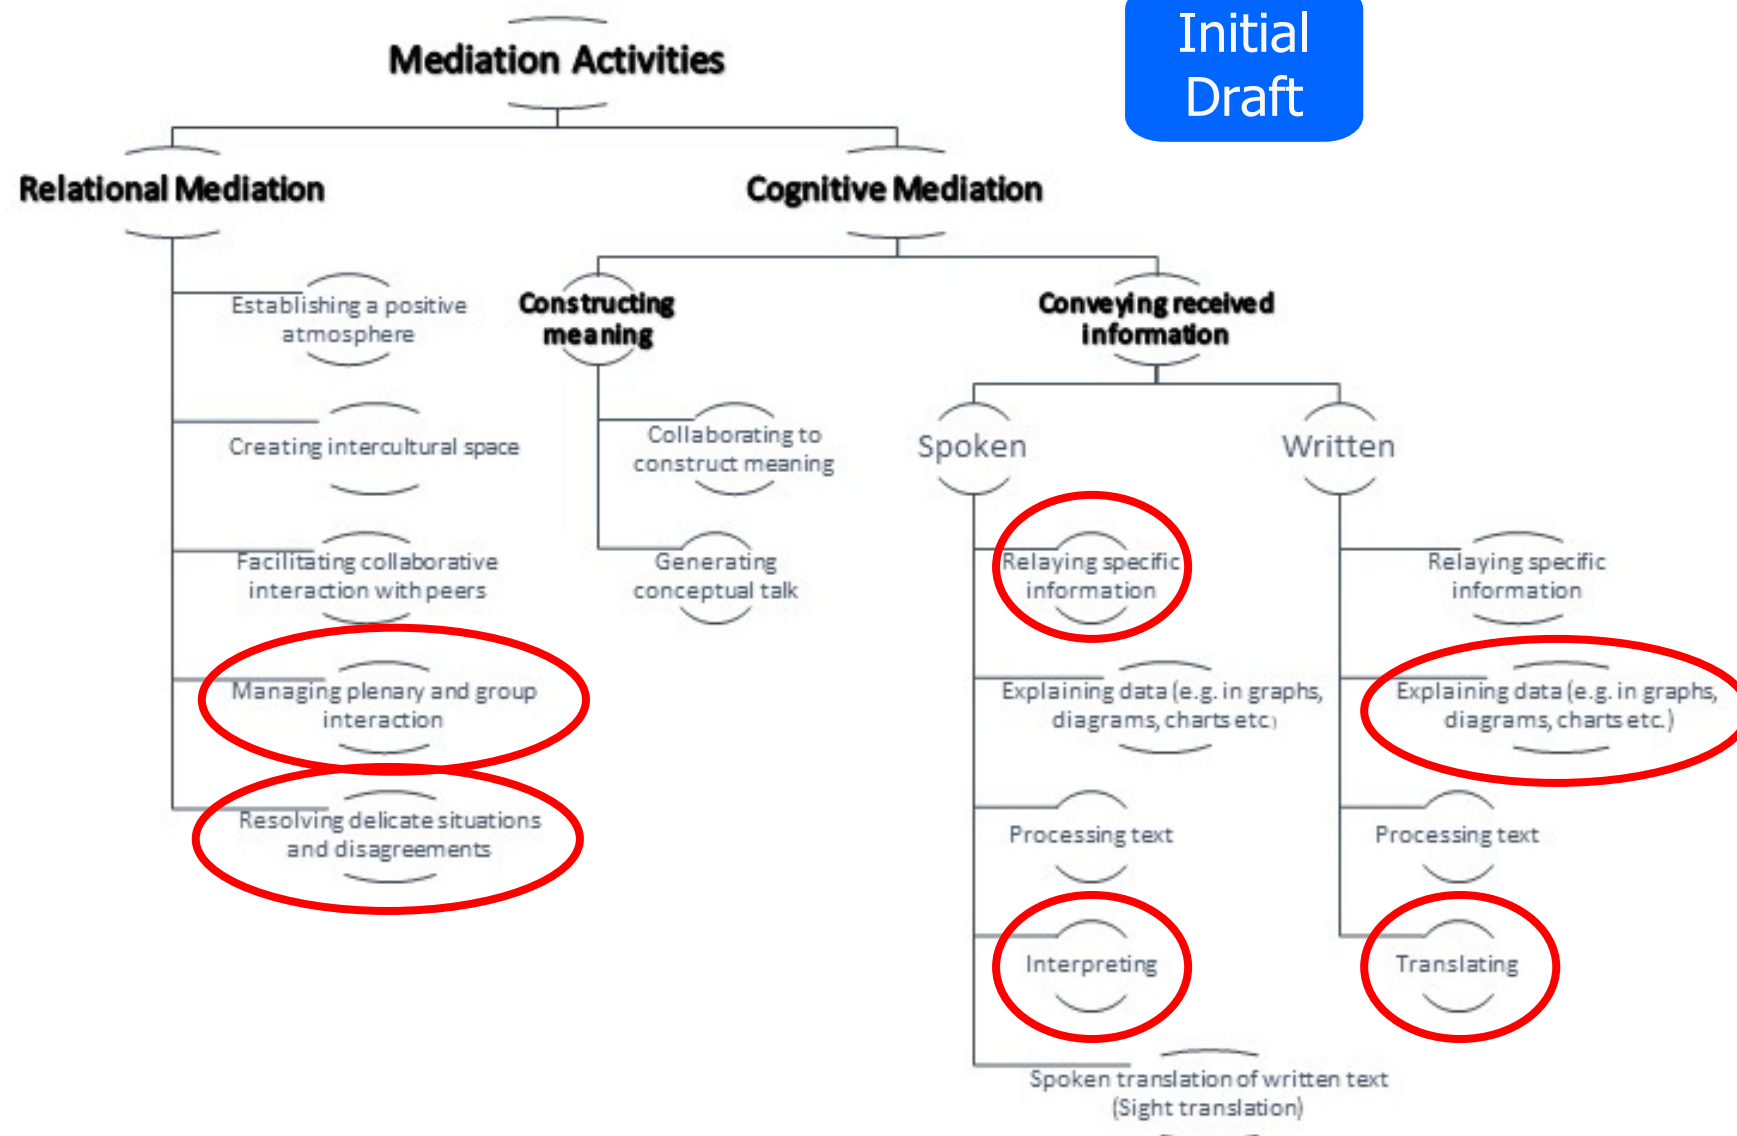 Initial
Draft
Mediation Activities
Relational Mediation
Cognitive Mediation
Establishing a positive
atmosphere
Creating intercultural space
Facilitating collaborative
interaction with peers
Managing plenary and group
interaction
Resolving delicate situations
and disagreements
Constructing
meaning
Collaborating to
construct meaning
Generating
conceptual talk
Conveying received
information
Spoken
Relaying specific
information
Explaining data (e.g. in graphs,
diagrams, charts etc)
Processing text
Interpreting
Spoken translation of written text
(Sight translation)
Written
Relaying specific
information
Explaining data (e.g. in graphs,
diagrams, charts etc.)
Processing text
Translating